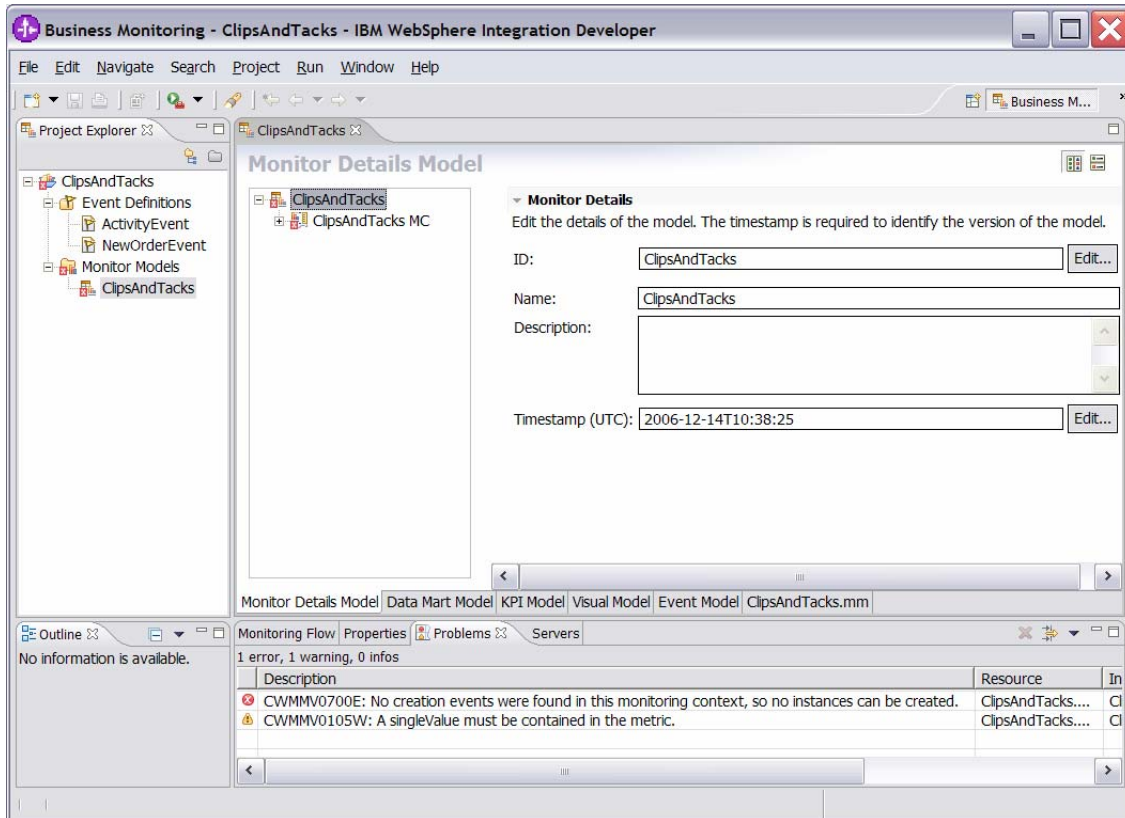 Business Monitoring - ClipsAndTacks - IBM WebSphere Integration Developer
File Edit Navigate Search Project Run Window Help
Business M...
Project Explorer
ClipsAndTacks
Event Definitions
ActivityEvent
NewOrderEvent
Monitor Models
ClipsAndTacks
ClipsAndTacks
Monitor Details Model
ClipsAndTacks
ClipsAndTacks MC
Monitor Details
Edit the details of the model. The timestamp is required to identify the version of the model.
ID: ClipsAndTacks Edit...
Name: ClipsAndTacks
Description:
Timestamp (UTC): 2006-12-14T10:38:25 Edit...
Monitor Details Model Data Mart Model KPI Model Visual Model Event Model ClipsAndTacks.mm
Outline
No information is available.
Monitoring Flow Properties Problems Servers
1 error, 1 warning, 0 infos
Description Resource In
CWMMV0700E: No creation events were found in this monitoring context, so no instances can be created. ClipsAndTacks.... Cl
CWMMV0105W: A singleValue must be contained in the metric. ClipsAndTacks.... Cl